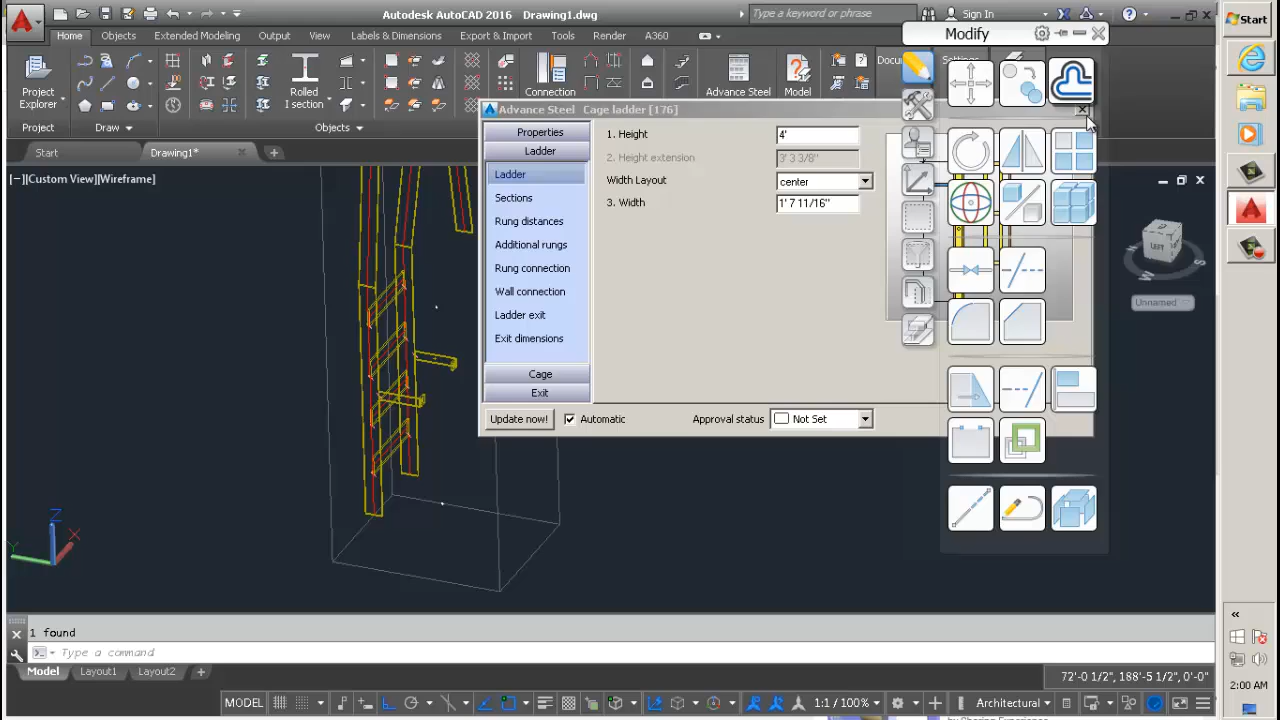 Autodesk AutoCAD 2016 Drawing1.dwg
Type a keyword or phrase
Sign In
Start
Home Objects Extended Modeling Output View Labels & Dimensions Export & Import Tools Render A360
Modify
Project Explorer
Rolled I section
Connection
Advance Steel
Model
Docu
Settings
Project Draw Objects
Start Drawing1*
[−][Custom View][Wireframe]
Advance Steel Cage ladder [176]
Properties
Ladder
Ladder
Sections
Rung distances
Additional rungs
Rung connection
Wall connection
Ladder exit
Exit dimensions
Cage
Exit
1. Height 4'
2. Height extension 3' 3 3/8"
Width Layout center
3. Width 1' 7 11/16"
Update now! Automatic Approval status Not Set
LEFT
Unnamed
Z
X
Y
1 found
Type a command
Model Layout1 Layout2 +
72'-0 1/2", 188'-5 1/2", 0'-0"
MODEL
1:1 / 100%
Architectural
2:00 AM
by Sharing Experience